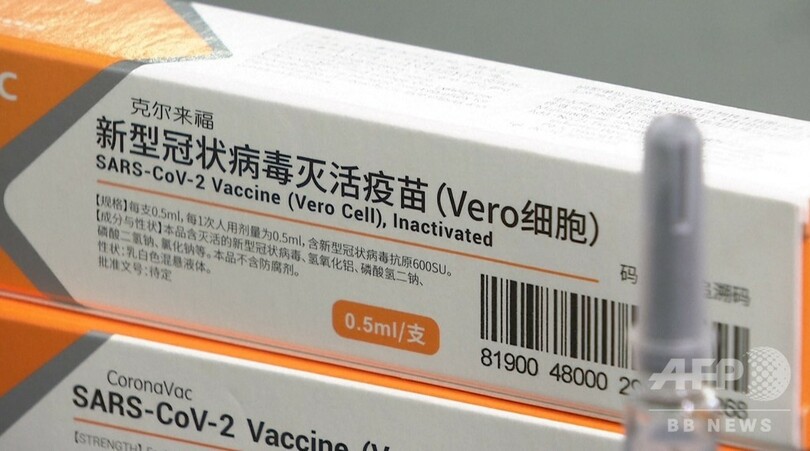 C
克尔来福
新型冠状病毒灭活疫苗(Vero细胞)
SARS-CoV-2 Vaccine (Vero Cell), Inactivated
【规格】每支0.5ml,每1次人用剂量为0.5ml,含新型冠状病毒抗原600SU。
【成分与性状】本品含灭活的新型冠状病毒、氢氧化铝、磷酸氢二钠、
磷酸二氢钠、氯化钠等。本品不含防腐剂。
性状:乳白色混悬液体。
批准文号:待定
0.5ml/支
码
追溯码
81900 48000
CoronaVac
SARS-CoV-2 Vaccine
【STRENGTH】
AFP
BB NEWS